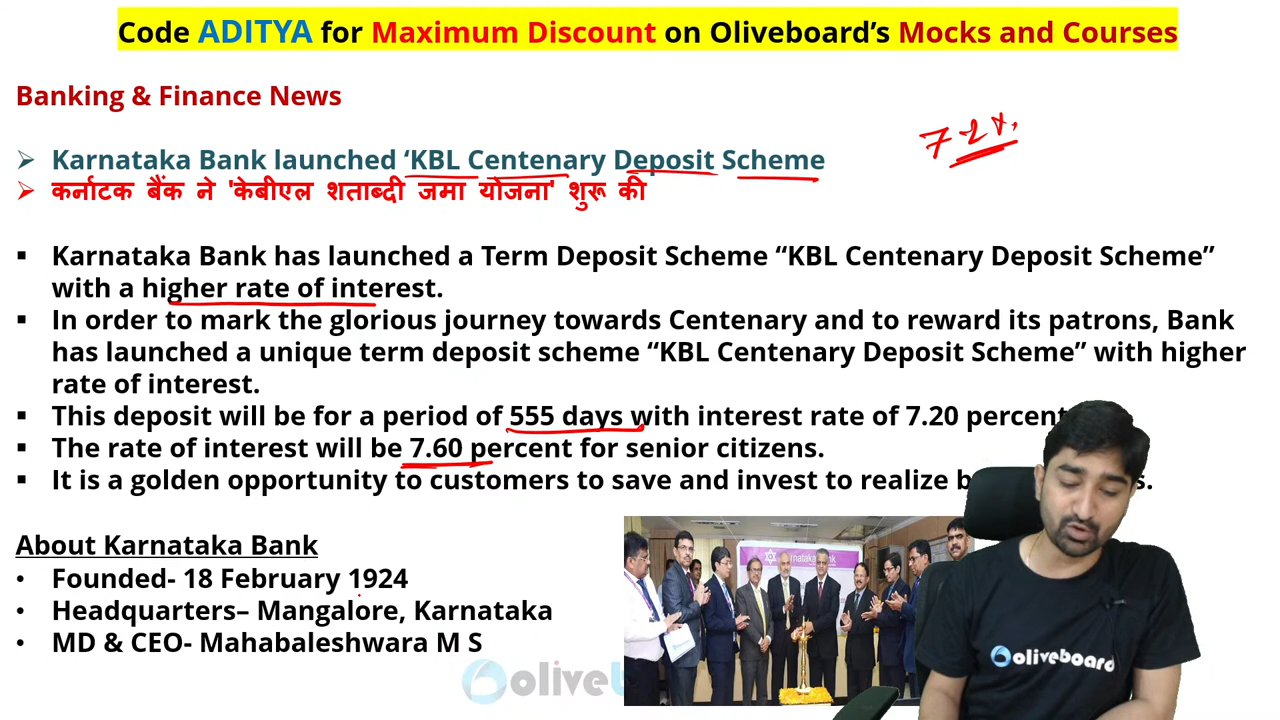 Code ADITYA for Maximum Discount on Oliveboard's Mocks and Courses
Banking & Finance News
7.2%.
➢ Karnataka Bank launched ‘KBL Centenary Deposit Scheme
➢ कर्नाटक बैंक ने 'केबीएल शताब्दी जमा योजना' शुरू की
▪ Karnataka Bank has launched a Term Deposit Scheme “KBL Centenary Deposit Scheme”
with a higher rate of interest.
▪ In order to mark the glorious journey towards Centenary and to reward its patrons, Bank
has launched a unique term deposit scheme “KBL Centenary Deposit Scheme” with higher
rate of interest.
▪ This deposit will be for a period of 555 days with interest rate of 7.20 percent
▪ The rate of interest will be 7.60 percent for senior citizens.
▪ It is a golden opportunity to customers to save and invest to realize
About Karnataka Bank
• Founded- 18 February 1924
• Headquarters– Mangalore, Karnataka
• MD & CEO- Mahabaleshwara M S
oliveboard